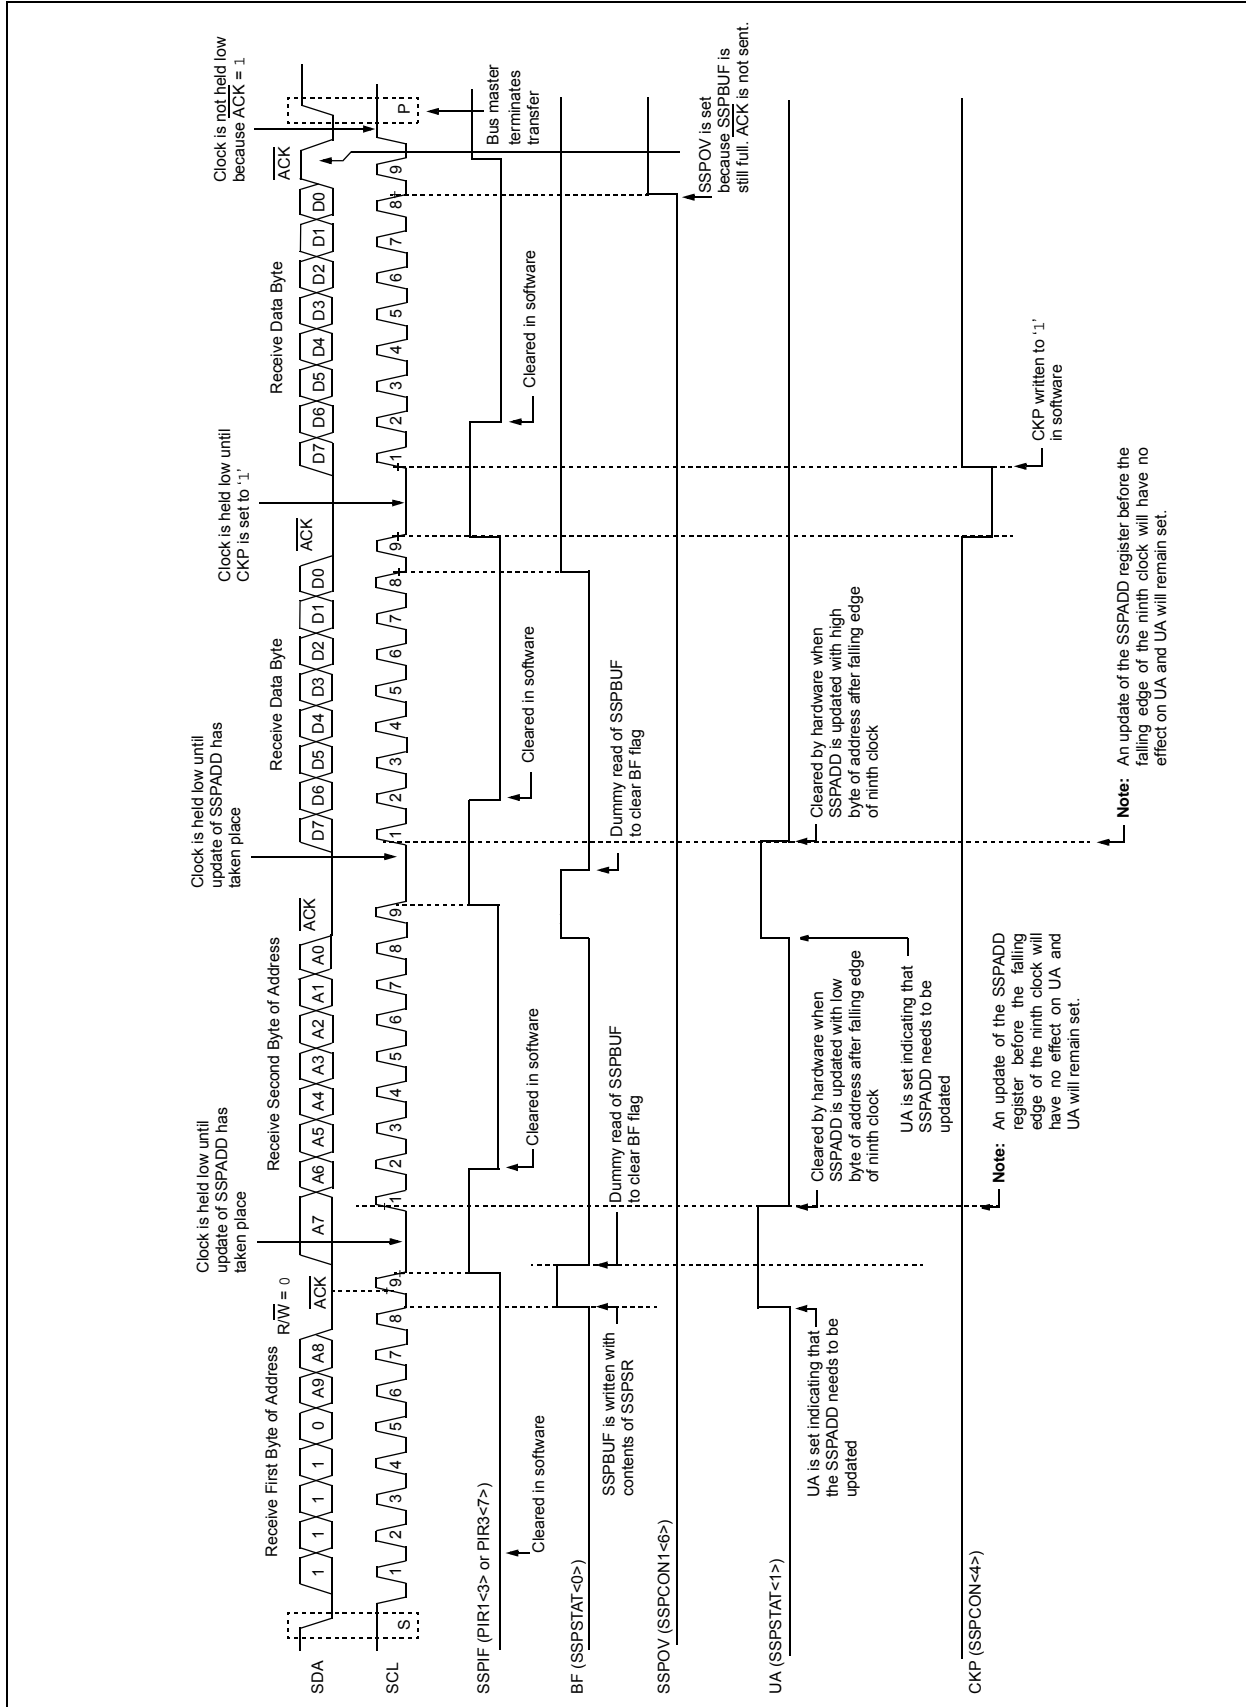 Receive First Byte of Address
R/W = 0
ACK
Clock is held low until
update of SSPADD has
taken place
Receive Second Byte of Address
ACK
Clock is held low until
update of SSPADD has
taken place
Receive Data Byte
ACK
Clock is held low until
CKP is set to ‘1’
Receive Data Byte
ACK
Clock is not held low
because ACK = 1
SDA
1 1 1 1 0 A9 A8 A7 A6 A5 A4 A3 A2 A1 A0 D7 D6 D5 D4 D3 D2 D1 D0 D7 D6 D5 D4 D3 D2 D1 D0
SCL
S 1 2 3 4 5 6 7 8 9 1 2 3 4 5 6 7 8 9 1 2 3 4 5 6 7 8 9 1 2 3 4 5 6 7 8 9 P
Bus master
terminates
transfer
SSPIF (PIR1<3> or PIR3<7>)
Cleared in software
Cleared in software
Cleared in software
Cleared in software
BF (SSPSTAT<0>)
SSPBUF is written with
contents of SSPSR
Dummy read of SSPBUF
to clear BF flag
Dummy read of SSPBUF
to clear BF flag
SSPOV (SSPCON1<6>)
SSPOV is set
because SSPBUF is
still full. ACK is not sent.
UA (SSPSTAT<1>)
UA is set indicating that
the SSPADD needs to be
updated
Cleared by hardware when
SSPADD is updated with low
byte of address after falling edge
of ninth clock
UA is set indicating that
SSPADD needs to be
updated
Cleared by hardware when
SSPADD is updated with high
byte of address after falling edge
of ninth clock
CKP (SSPCON<4>)
CKP written to ‘1’
in software
Note: An update of the SSPADD
register before the falling
edge of the ninth clock will
have no effect on UA and
UA will remain set.
Note: An update of the SSPADD register before the
falling edge of the ninth clock will have no
effect on UA and UA will remain set.